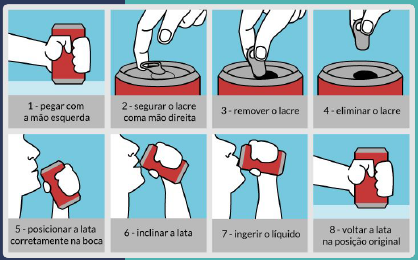 1 - pegar com
a mão esquerda
2 - segurar o lacre
coma mão direita
3 - remover o lacre
4 - eliminar o lacre
5 - posicionar a lata
corretamente na boca
6 - inclinar a lata
7 - ingerir o líquido
8 - voltar a lata
na posição original